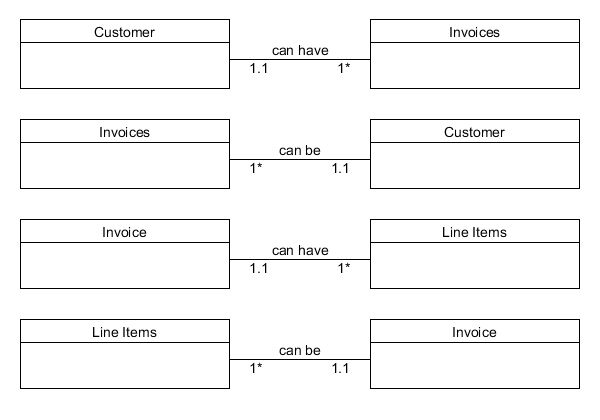 Customer can have Invoices
1.1 1*
Invoices can be Customer
1* 1.1
Invoice can have Line Items
1.1 1*
Line Items can be Invoice
1* 1.1